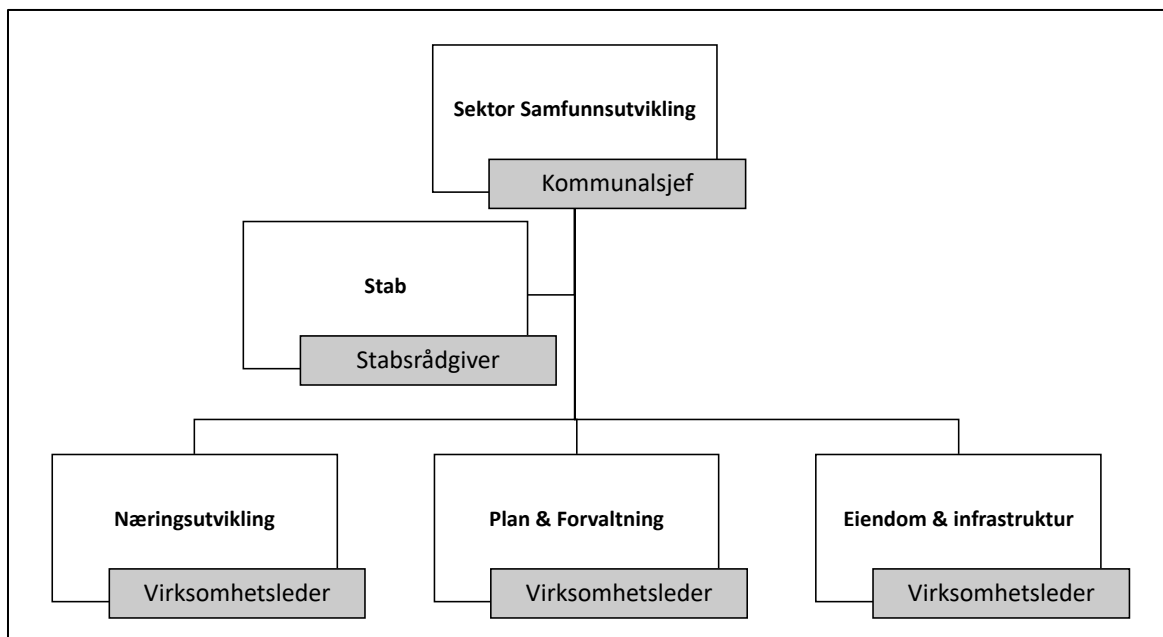 Sektor Samfunnsutvikling
Kommunalsjef
Stab
Stabsrådgiver
Næringsutvikling
Virksomhetsleder
Plan & Forvaltning
Virksomhetsleder
Eiendom & infrastruktur
Virksomhetsleder